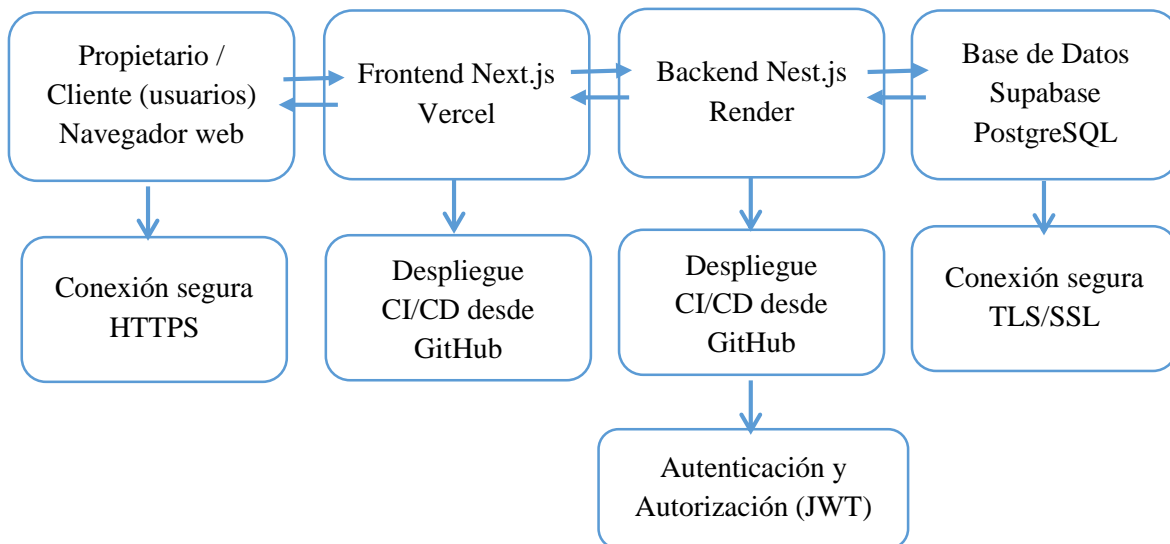 Propietario /
Cliente (usuarios)
Navegador web
Frontend Next.js
Vercel
Backend Nest.js
Render
Base de Datos
Supabase
PostgreSQL
Conexión segura
HTTPS
Despliegue
CI/CD desde
GitHub
Despliegue
CI/CD desde
GitHub
Conexión segura
TLS/SSL
Autenticación y
Autorización (JWT)